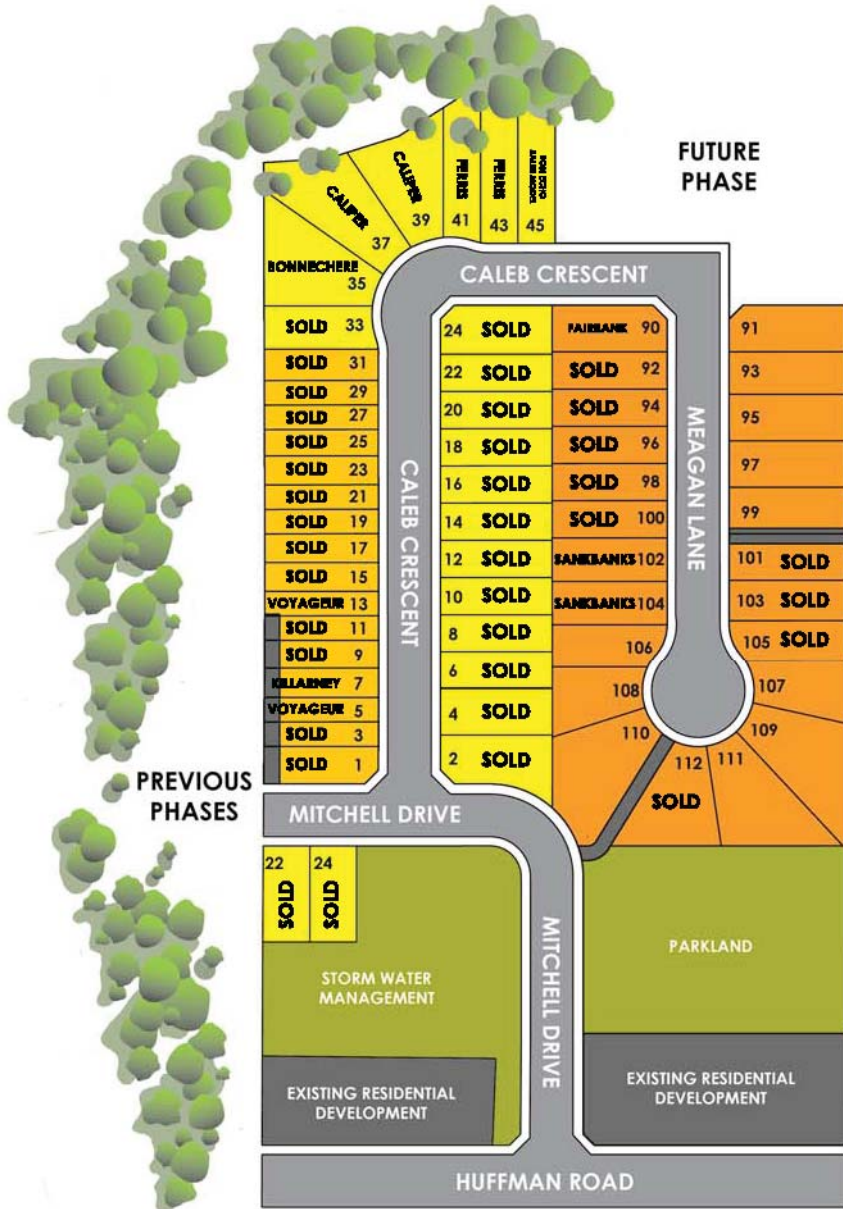 FUTURE
PHASE
CALIPER
37
CALIPER
39
FERRIS
41
FERRIS
43
45
BONNECHERE
35
CALEB CRESCENT
SOLD 33
SOLD 31
SOLD 29
SOLD 27
SOLD 25
SOLD 23
SOLD 21
SOLD 19
SOLD 17
SOLD 15
VOYAGEUR 13
SOLD 11
SOLD 9
KILLARNEY 7
VOYAGEUR 5
SOLD 3
SOLD 1
CALEB CRESCENT
24 SOLD
22 SOLD
20 SOLD
18 SOLD
16 SOLD
14 SOLD
12 SOLD
10 SOLD
8 SOLD
6 SOLD
4 SOLD
2 SOLD
FAIRBANK 90
SOLD 92
SOLD 94
SOLD 96
SOLD 98
SOLD 100
SANKBANKS 102
SANKBANKS 104
106
108
110
112
SOLD
MEAGAN LANE
91
93
95
97
99
101 SOLD
103 SOLD
105 SOLD
107
109
111
PREVIOUS
PHASES
MITCHELL DRIVE
22
SOLD
24
SOLD
STORM WATER
MANAGEMENT
MITCHELL DRIVE
PARKLAND
EXISTING RESIDENTIAL
DEVELOPMENT
EXISTING RESIDENTIAL
DEVELOPMENT
HUFFMAN ROAD